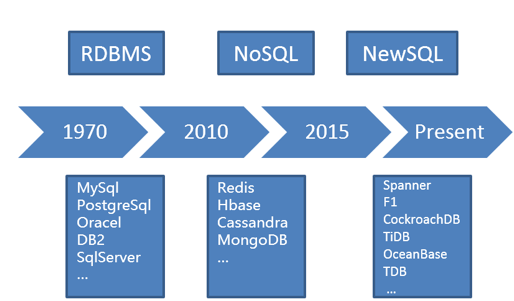 RDBMS
NoSQL
NewSQL
1970
2010
2015
Present
MySql
PostgreSql
Oracel
DB2
SqlServer
...
Redis
Hbase
Cassandra
MongoDB
...
Spanner
F1
CockroachDB
TiDB
OceanBase
TDB
...